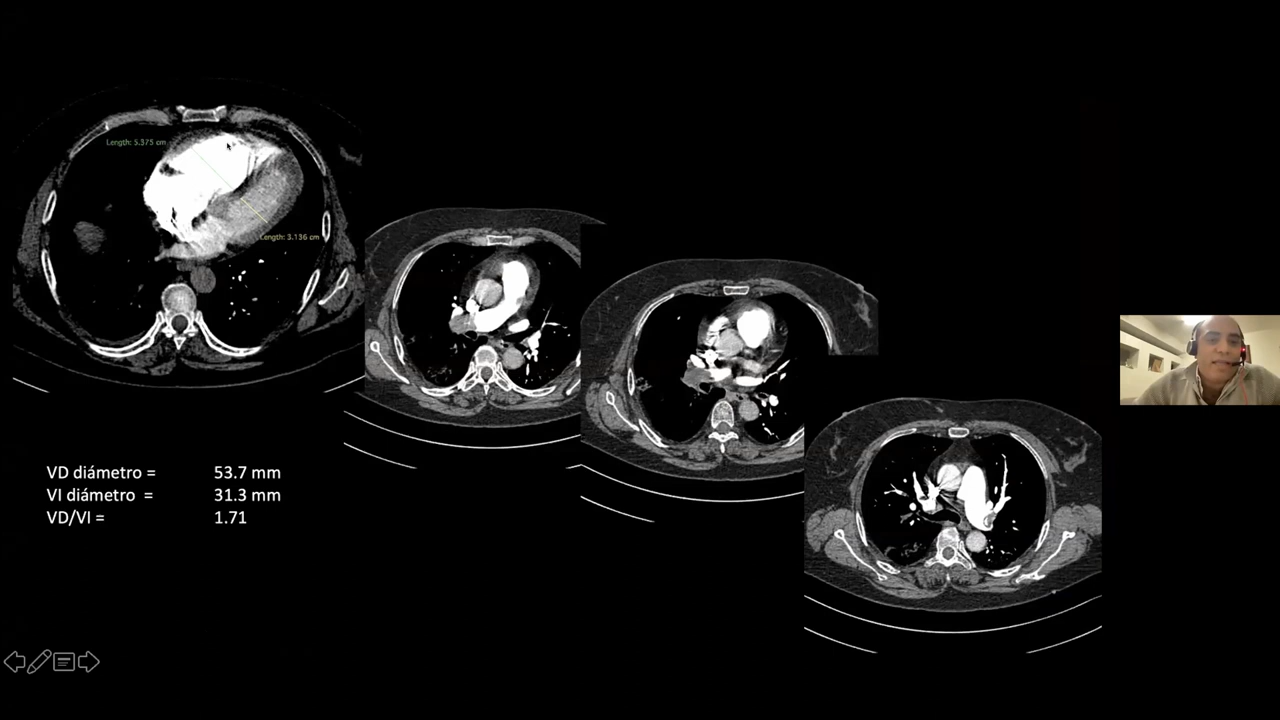 Length: 5.375 cm
Length: 3.136 cm
VD diámetro = 53.7 mm
VI diámetro = 31.3 mm
VD/VI = 1.71